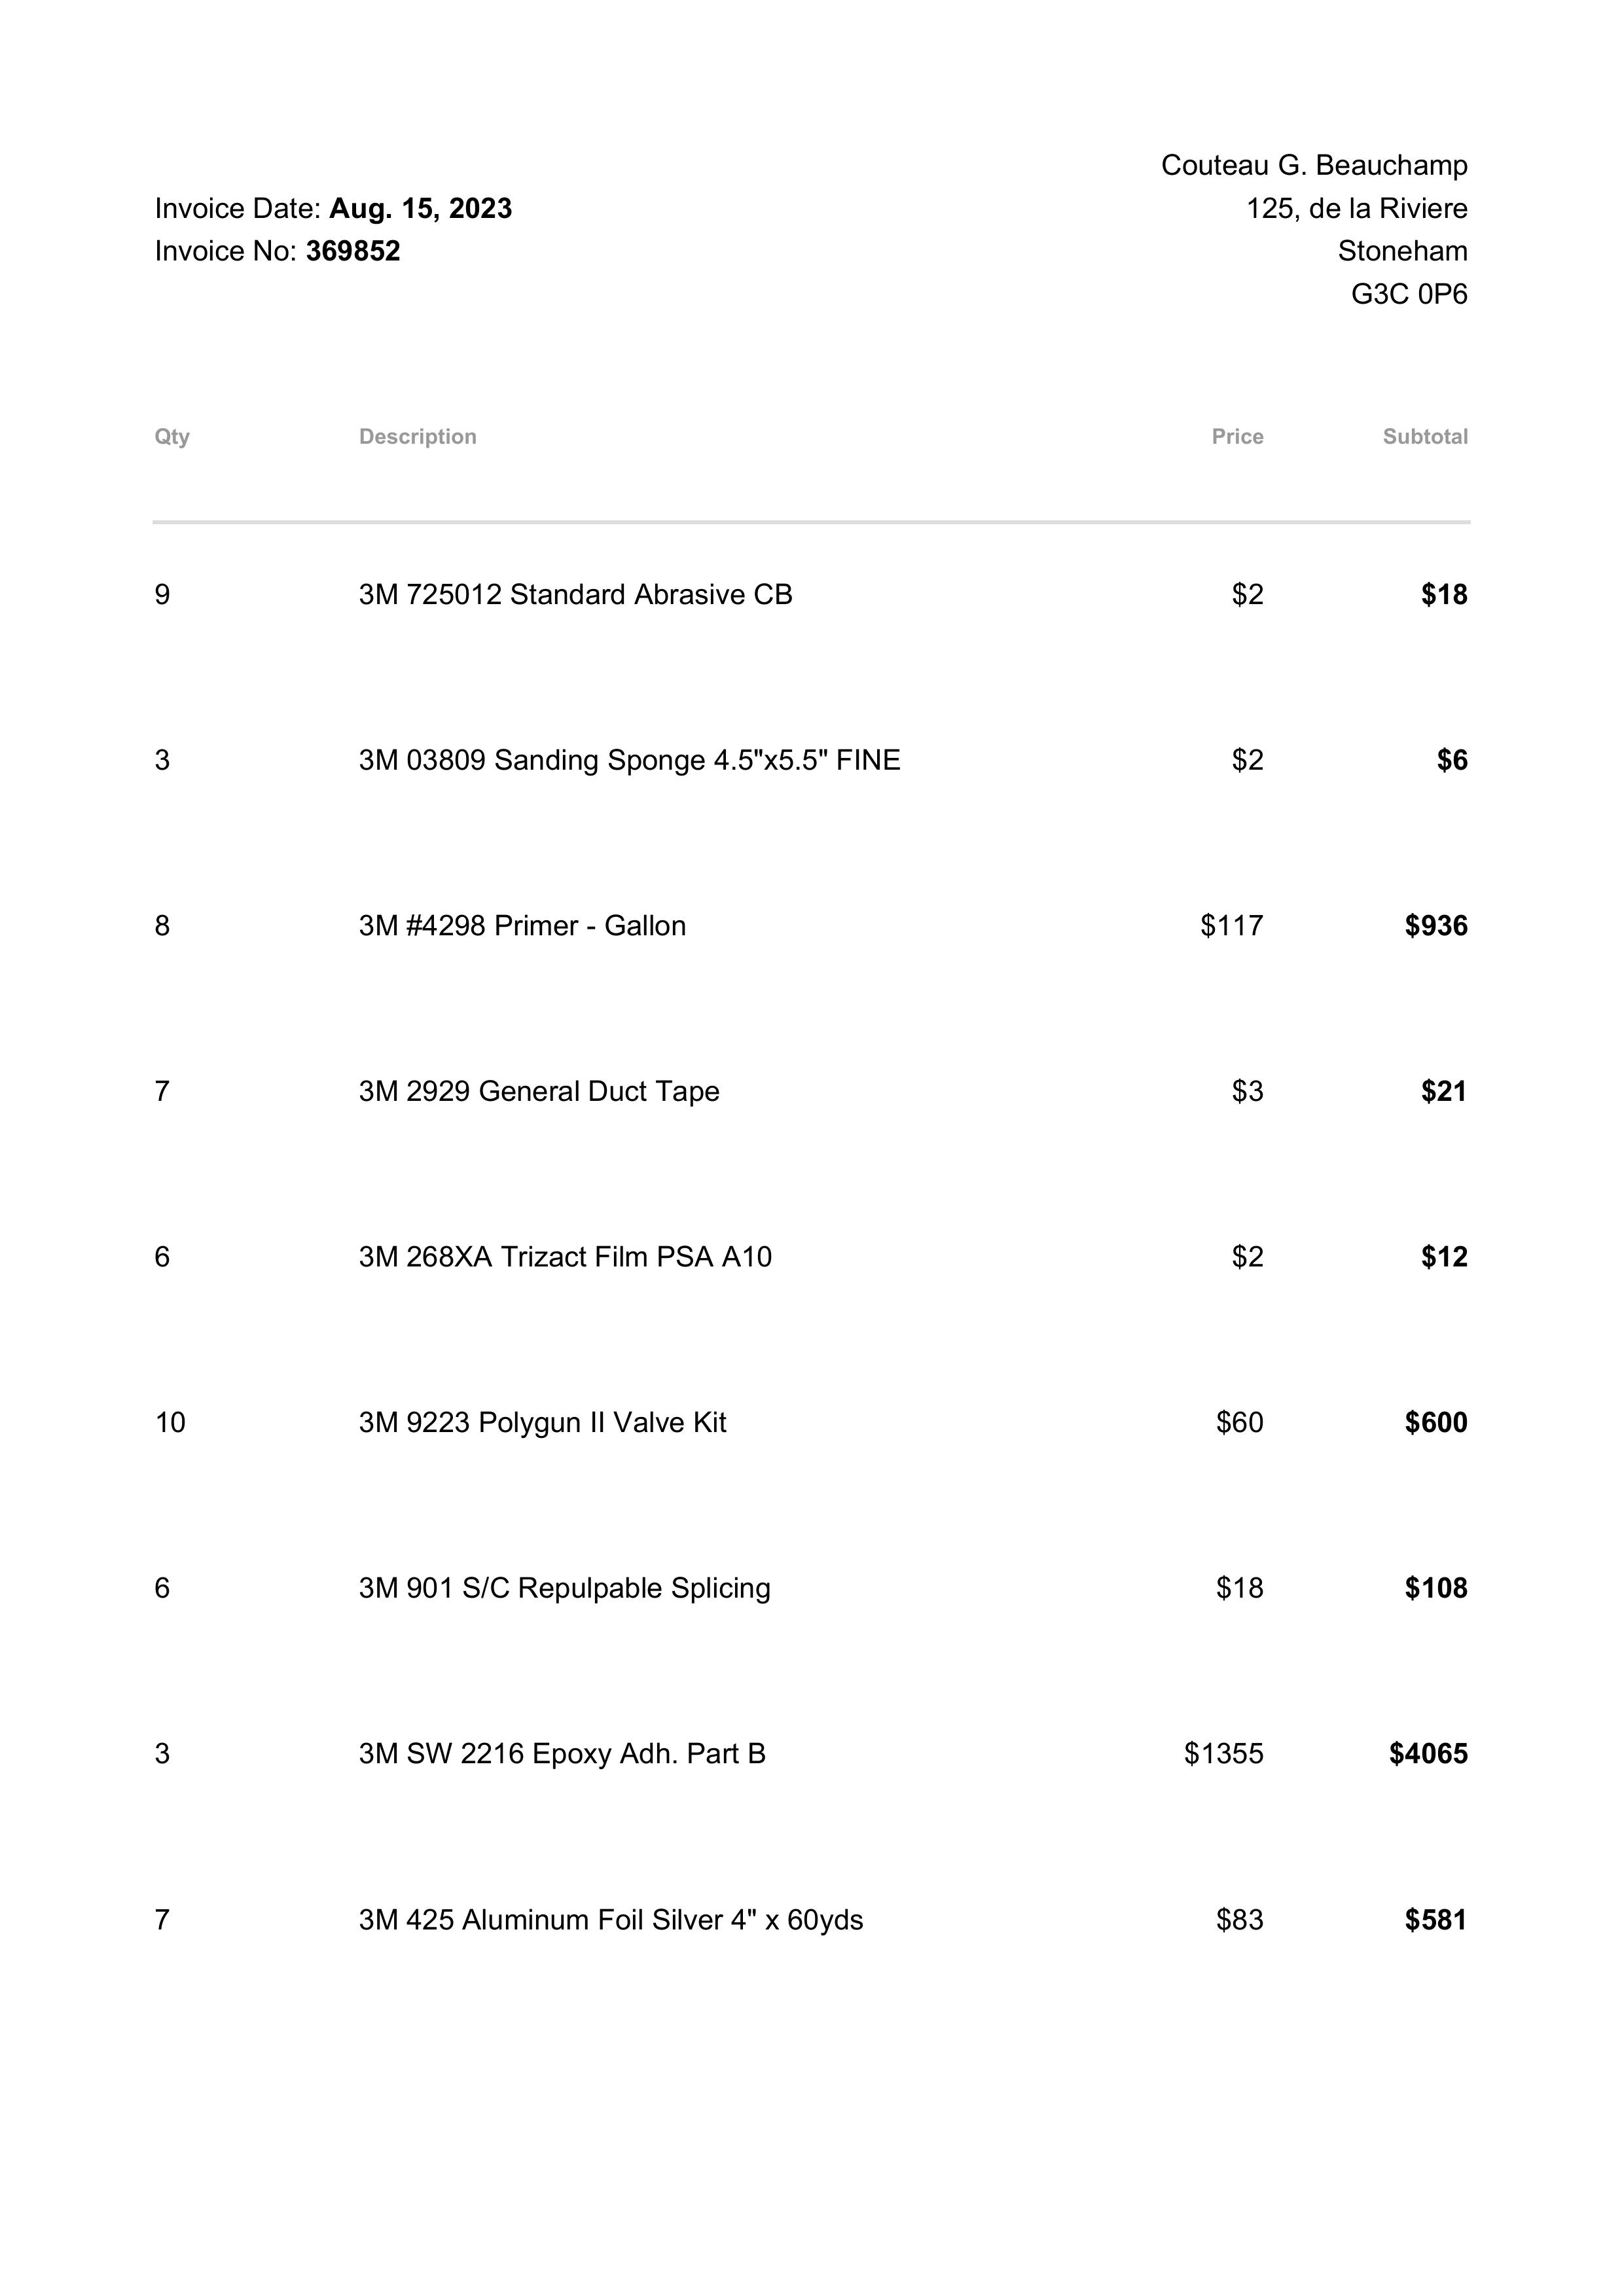 Couteau G. Beauchamp
Invoice Date: Aug. 15, 2023 125, de la Riviere
Invoice No: 369852 Stoneham
G3C 0P6
Qty Description Price Subtotal
9 3M 725012 Standard Abrasive CB $2 $18
3 3M 03809 Sanding Sponge 4.5"x5.5" FINE $2 $6
8 3M #4298 Primer - Gallon $117 $936
7 3M 2929 General Duct Tape $3 $21
6 3M 268XA Trizact Film PSA A10 $2 $12
10 3M 9223 Polygun II Valve Kit $60 $600
6 3M 901 S/C Repulpable Splicing $18 $108
3 3M SW 2216 Epoxy Adh. Part B $1355 $4065
7 3M 425 Aluminum Foil Silver 4" x 60yds $83 $581